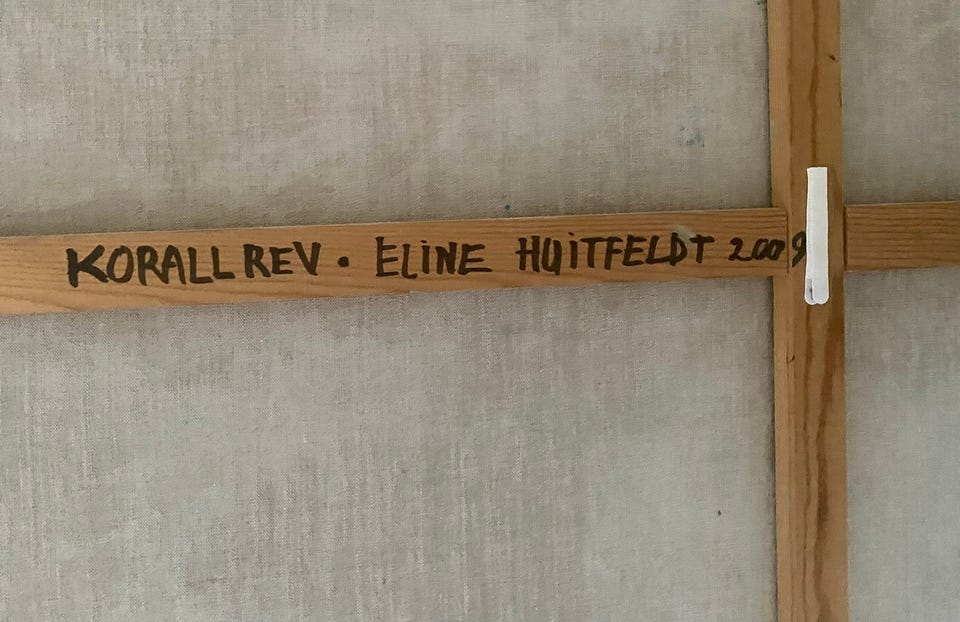 KORALLREV • ELINE HUITFELDT 2009